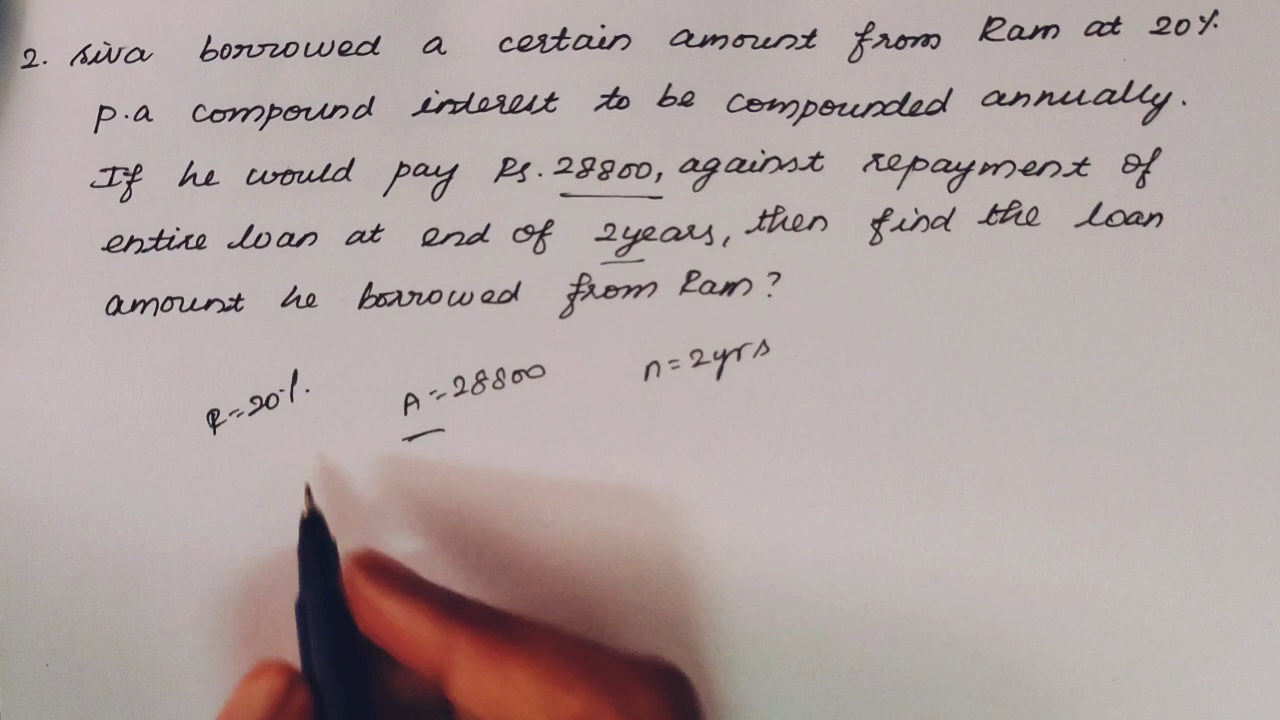 2. Siva borrowed a certain amount from Ram at 20%
p.a compound interest to be compounded annually.
If he would pay Rs. 28800, against repayment of
entire loan at end of 2years, then find the loan
amount he borrowed from Ram?
R=20% A=28800 n=2yrs